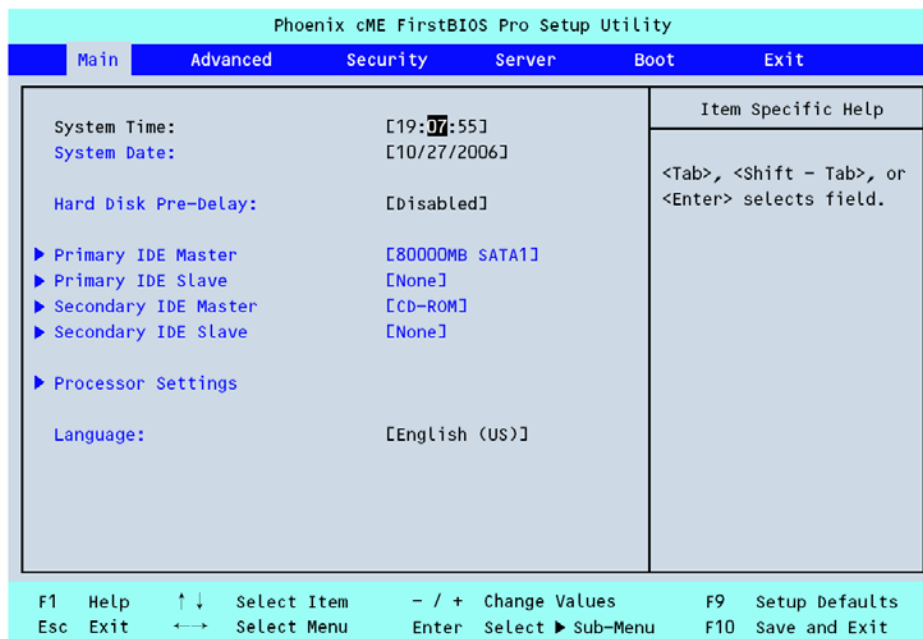 Phoenix cME FirstBIOS Pro Setup Utility
Main Advanced Security Server Boot Exit
System Time: [19:07:55]
System Date: [10/27/2006]
Hard Disk Pre-Delay: [Disabled]
▶ Primary IDE Master [80000MB SATA1]
▶ Primary IDE Slave [None]
▶ Secondary IDE Master [CD-ROM]
▶ Secondary IDE Slave [None]
▶ Processor Settings
Language: [English (US)]
Item Specific Help
<Tab>, <Shift - Tab>, or
<Enter> selects field.
F1 Help ↑ ↓ Select Item - / + Change Values F9 Setup Defaults
Esc Exit ←→ Select Menu Enter Select ▶ Sub-Menu F10 Save and Exit